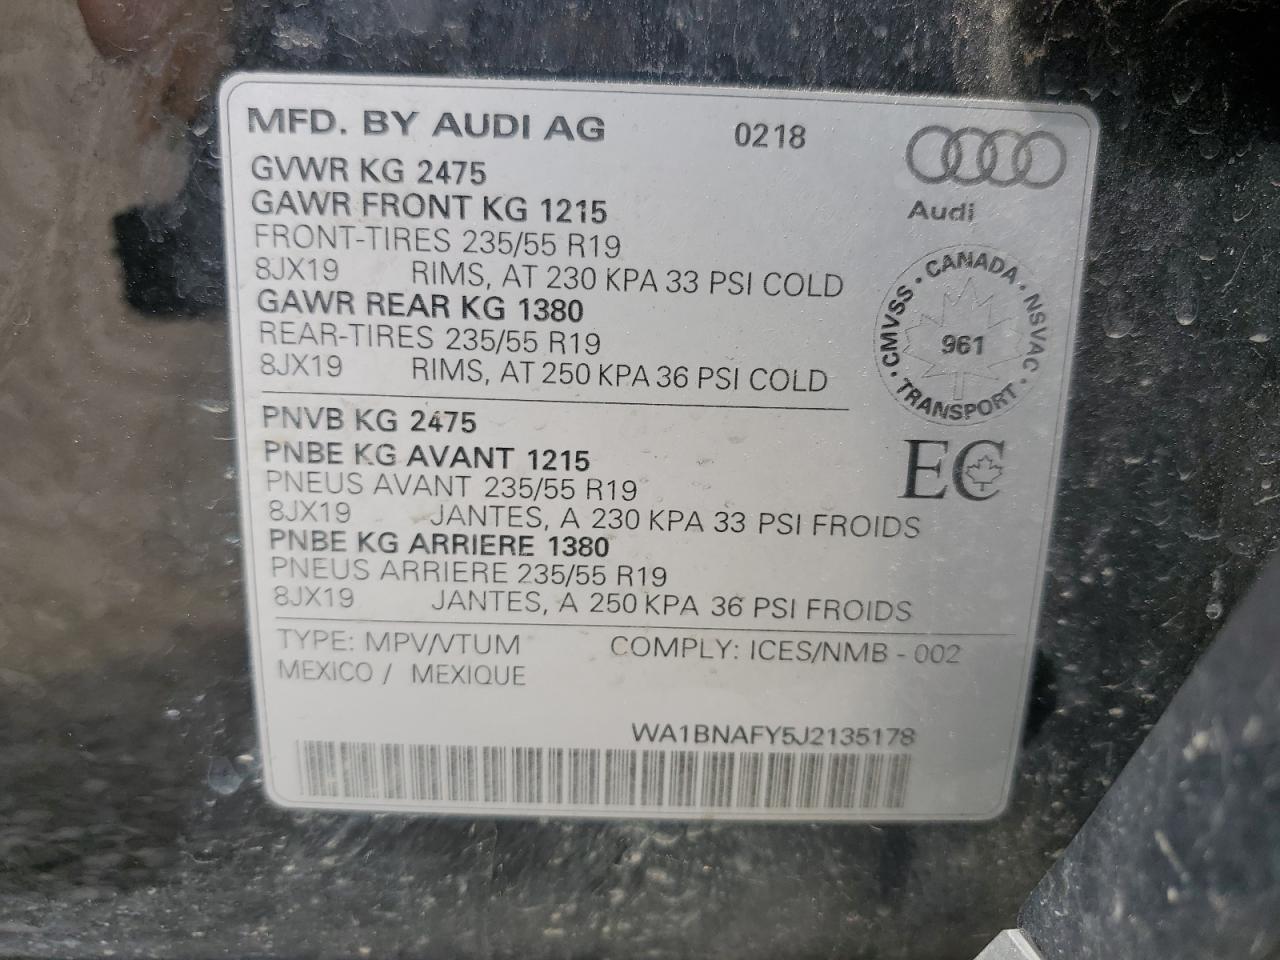 MFD. BY AUDI AG 0218
GVWR KG 2475
GAWR FRONT KG 1215
FRONT-TIRES 235/55 R19
8JX19 RIMS, AT 230 KPA 33 PSI COLD
GAWR REAR KG 1380
REAR-TIRES 235/55 R19
8JX19 RIMS, AT 250 KPA 36 PSI COLD
Audi
CMVSS · CANADA · NSVAC · TRANSPORT
961
EC
PNVB KG 2475
PNBE KG AVANT 1215
PNEUS AVANT 235/55 R19
8JX19 JANTES, A 230 KPA 33 PSI FROIDS
PNBE KG ARRIERE 1380
PNEUS ARRIERE 235/55 R19
8JX19 JANTES, A 250 KPA 36 PSI FROIDS
TYPE: MPV/VTUM COMPLY: ICES/NMB - 002
MEXICO / MEXIQUE
WA1BNAFY5J2135178